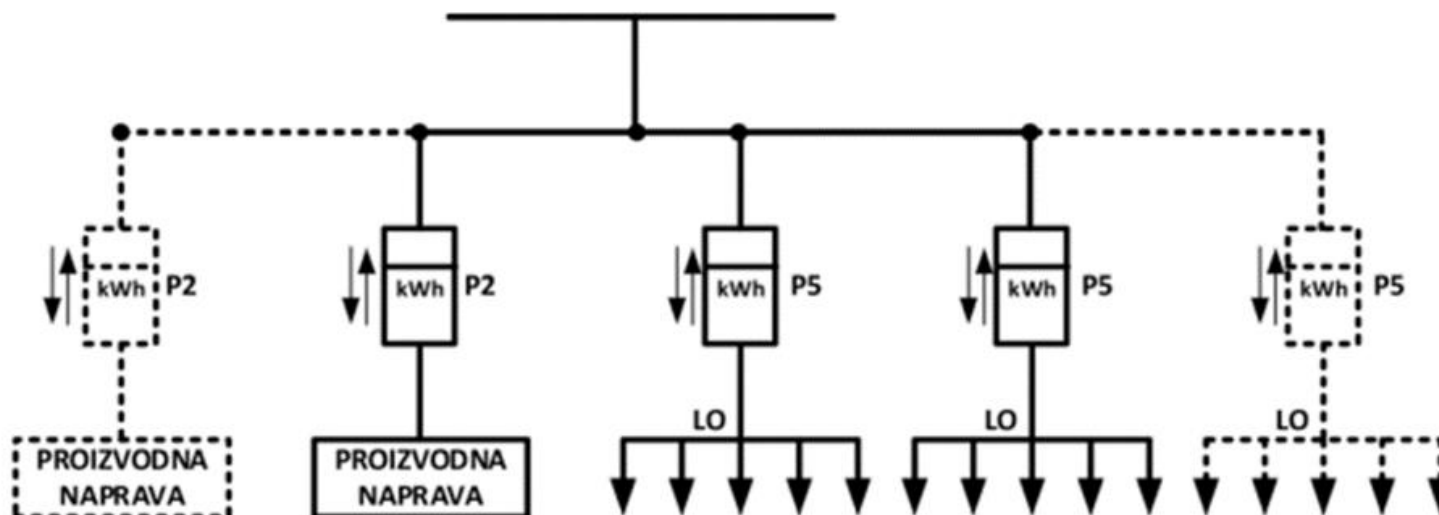 kWh P2
kWh P2
kWh P5
kWh P5
kWh P5
LO
LO
LO
PROIZVODNA
NAPRAVA
PROIZVODNA
NAPRAVA